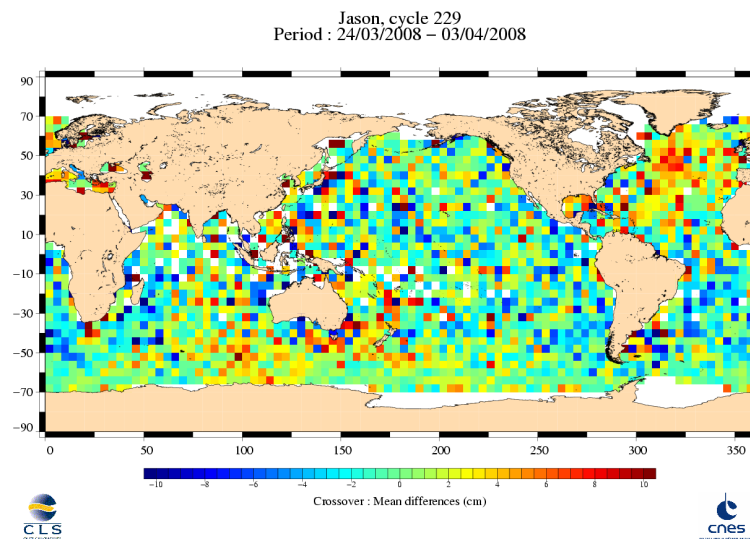 Jason, cycle 229
Period : 24/03/2008 − 03/04/2008
90
70
50
30
10
−10
−30
−50
−70
−90
0 50 100 150 200 250 300 350
−10 −8 −6 −4 −2 0 2 4 6 8 10
Crossover : Mean differences (cm)
CLS
cnes